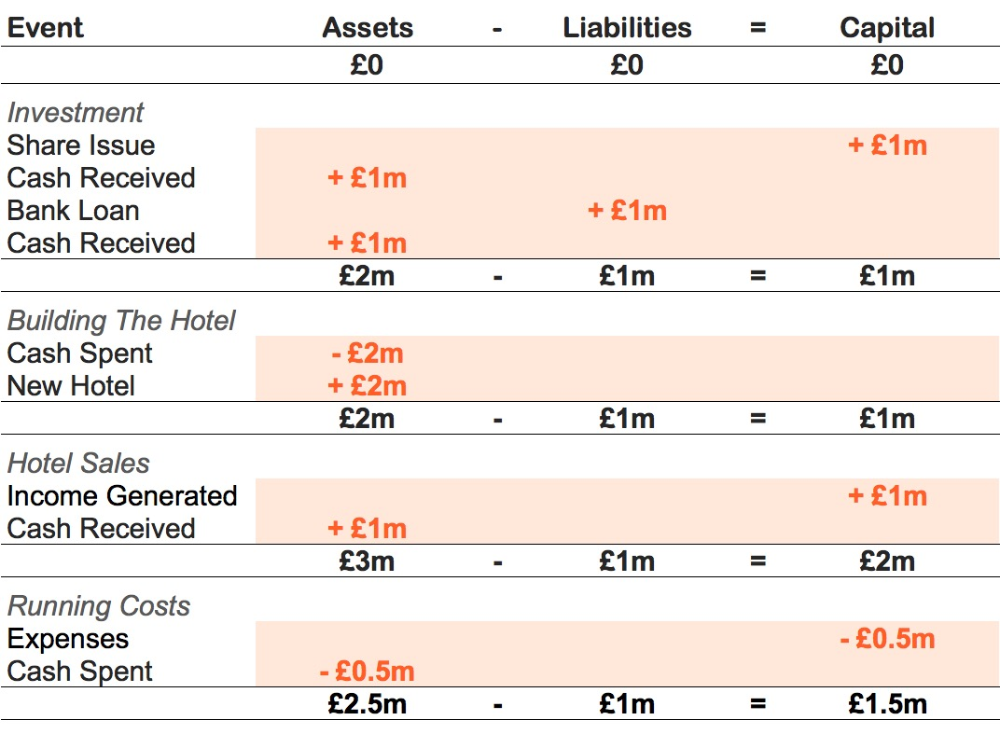 Event Assets - Liabilities = Capital
£0 £0 £0
Investment
Share Issue + £1m
Cash Received + £1m
Bank Loan + £1m
Cash Received + £1m
£2m - £1m = £1m
Building The Hotel
Cash Spent - £2m
New Hotel + £2m
£2m - £1m = £1m
Hotel Sales
Income Generated + £1m
Cash Received + £1m
£3m - £1m = £2m
Running Costs
Expenses - £0.5m
Cash Spent - £0.5m
£2.5m - £1m = £1.5m